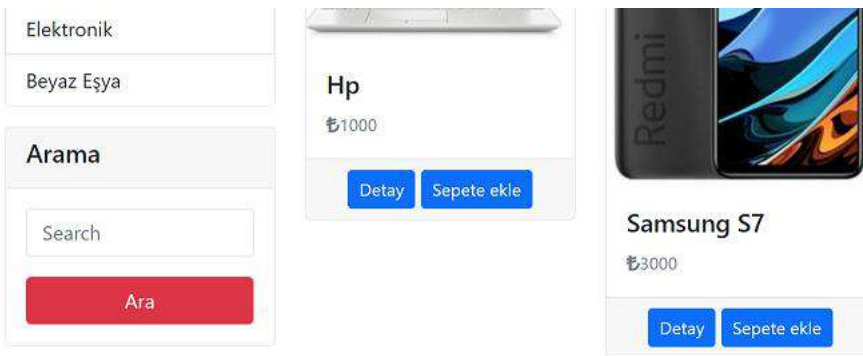 Elektronik
Beyaz Eşya
Arama
Search
Ara
Hp
₺1000
Detay
Sepete ekle
Redmi
Samsung S7
₺3000
Detay
Sepete ekle